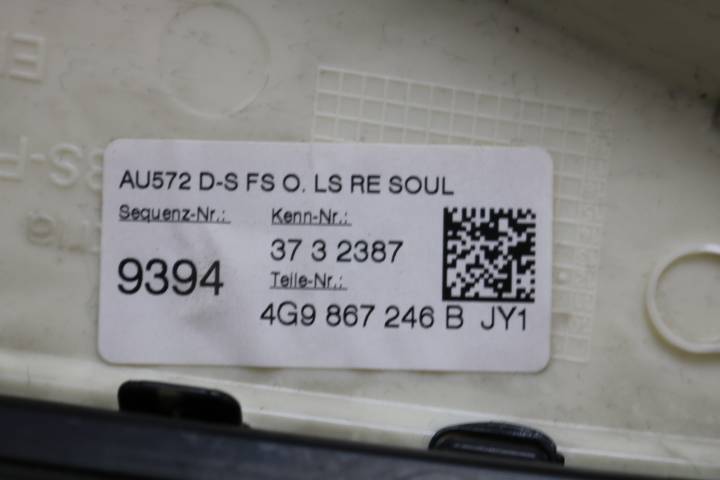 AU572 D-S FS O. LS RE SOUL
Sequenz-Nr.: Kenn-Nr.:
37 3 2387
9394
Teile-Nr.:
4G9 867 246 B JY1